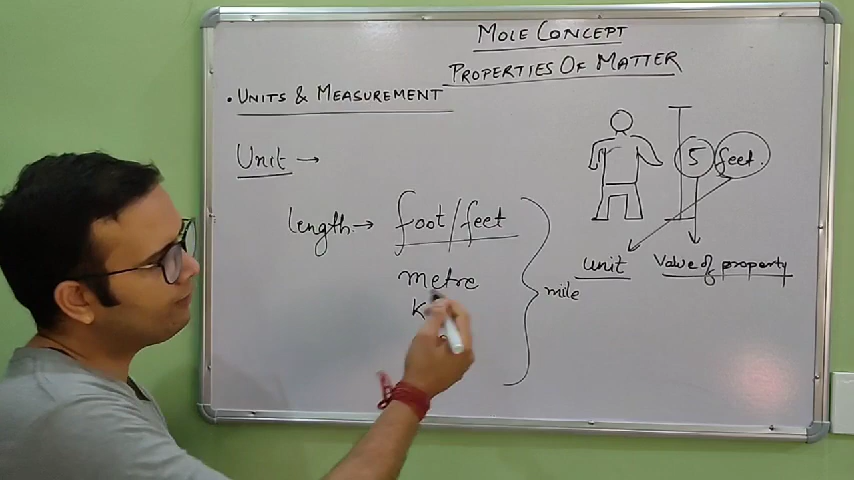 MOLE CONCEPT
PROPERTIES OF MATTER
• UNITS & MEASUREMENT
Unit →
5 feet.
length → foot/feet
unit Value of property
metre
mile
K